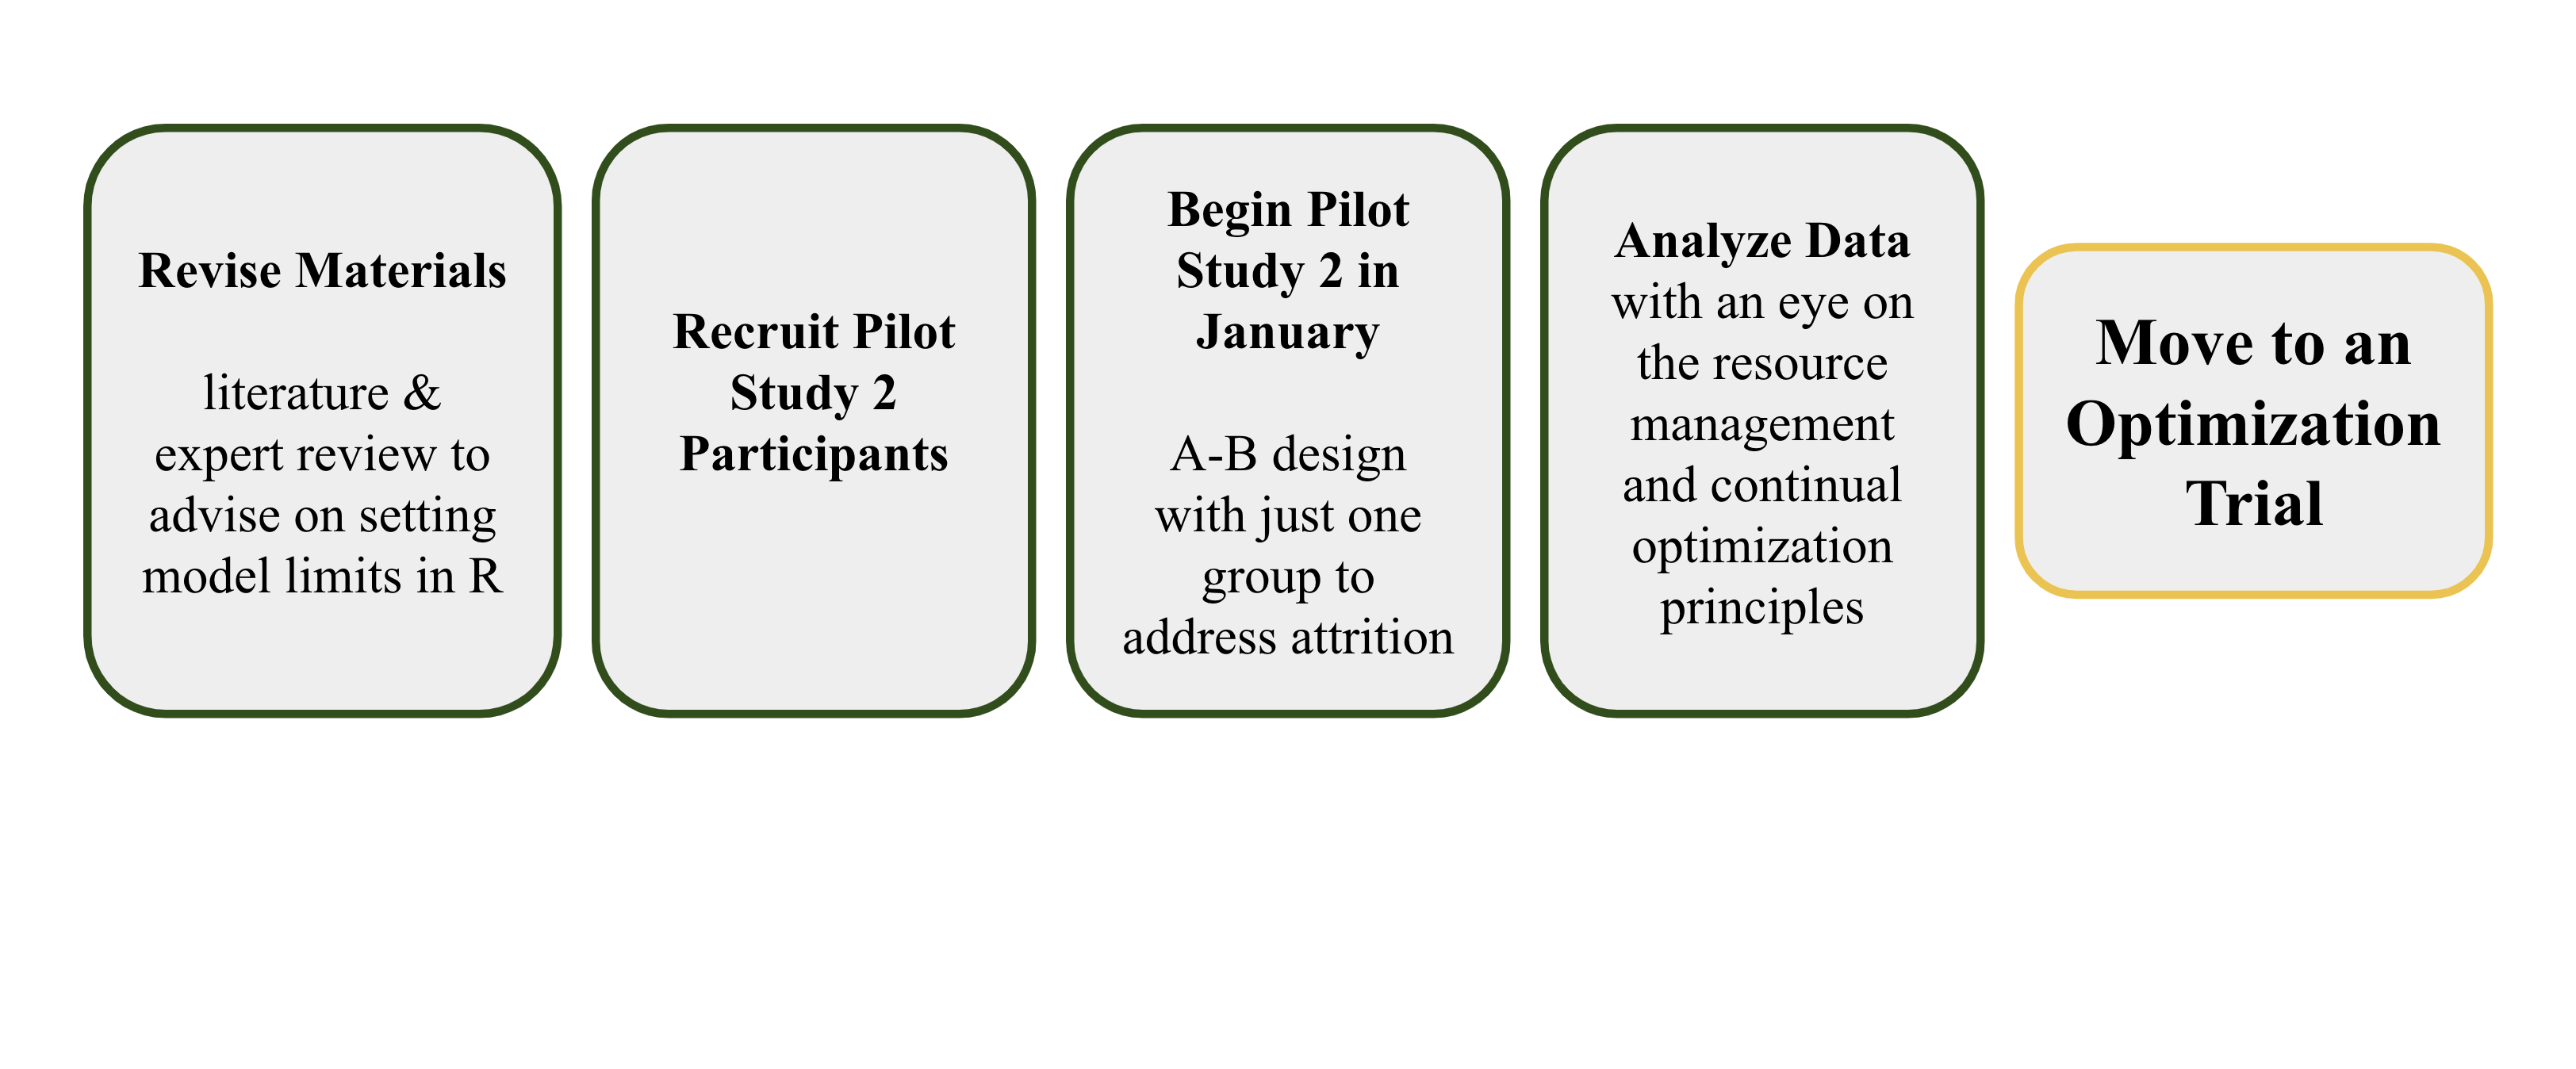 Revise Materials
literature &
expert review to
advise on setting
model limits in R
Recruit Pilot
Study 2
Participants
Begin Pilot
Study 2 in
January
A-B design
with just one
group to
address attrition
Analyze Data
with an eye on
the resource
management
and continual
optimization
principles
Move to an
Optimization
Trial